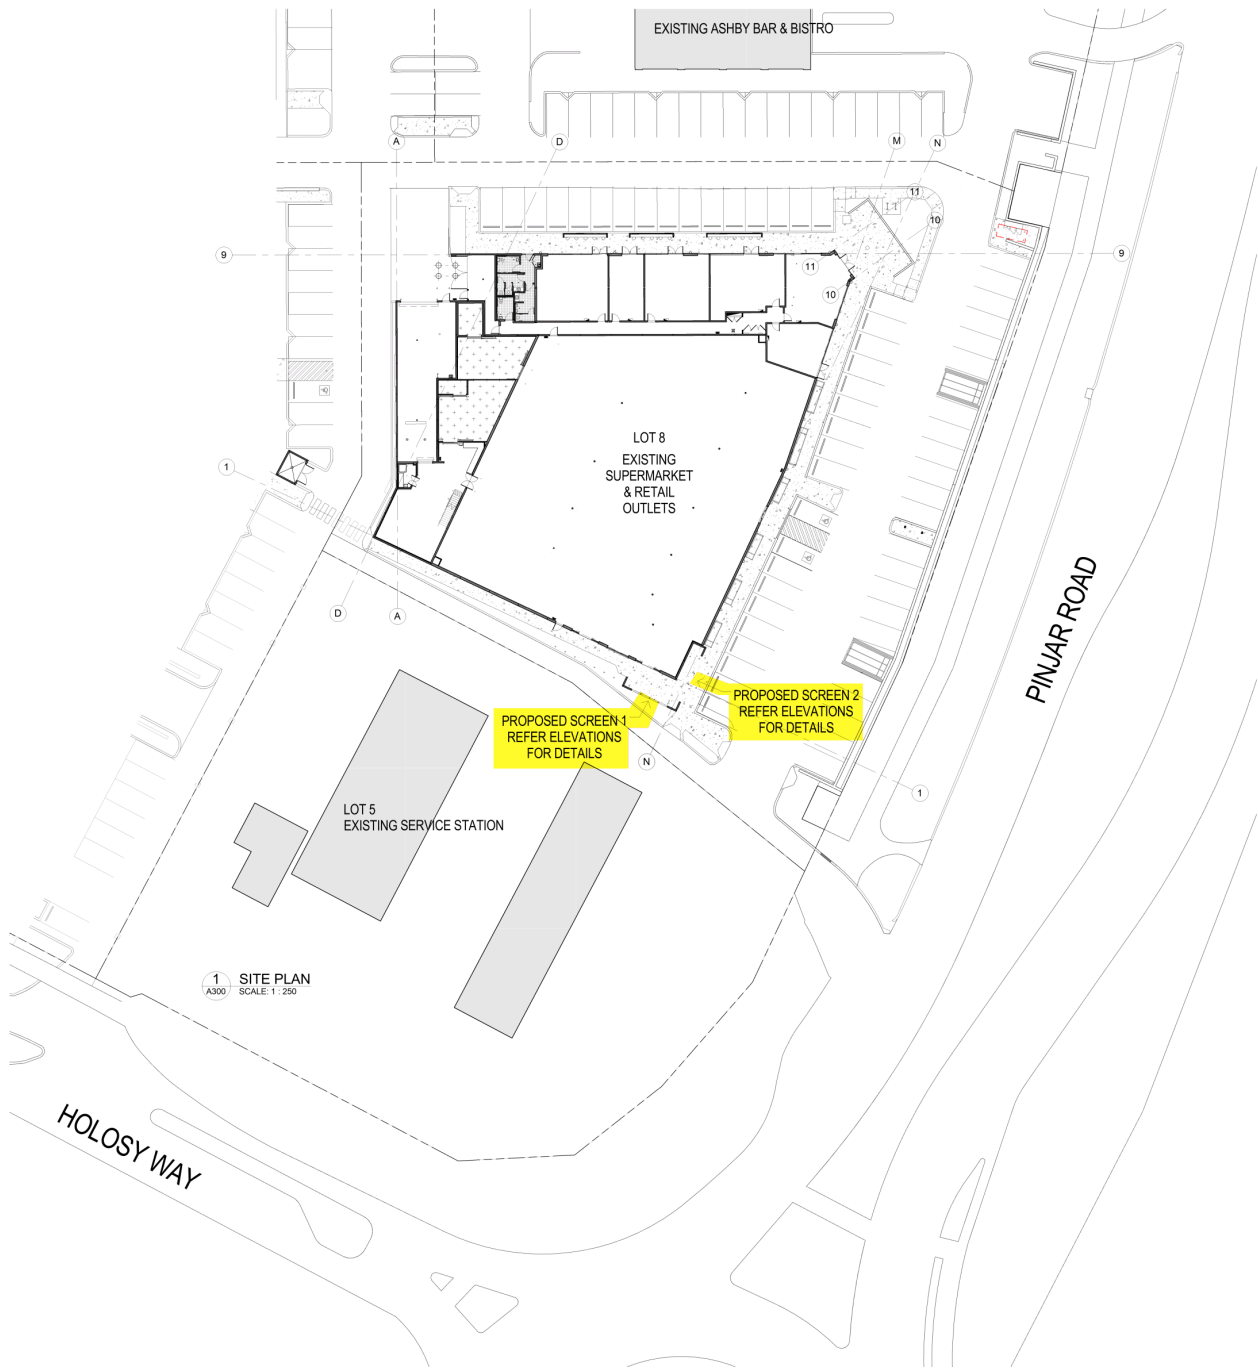 EXISTING ASHBY BAR & BISTRO
A
D
M
N
11
10
9
9
11
10
LOT 8
EXISTING
SUPERMARKET
& RETAIL
OUTLETS
1
D
A
PINJAR ROAD
PROPOSED SCREEN 1
REFER ELEVATIONS
FOR DETAILS
PROPOSED SCREEN 2
REFER ELEVATIONS
FOR DETAILS
N
1
LOT 5
EXISTING SERVICE STATION
1
A300
SITE PLAN
SCALE: 1 : 250
HOLOSY WAY